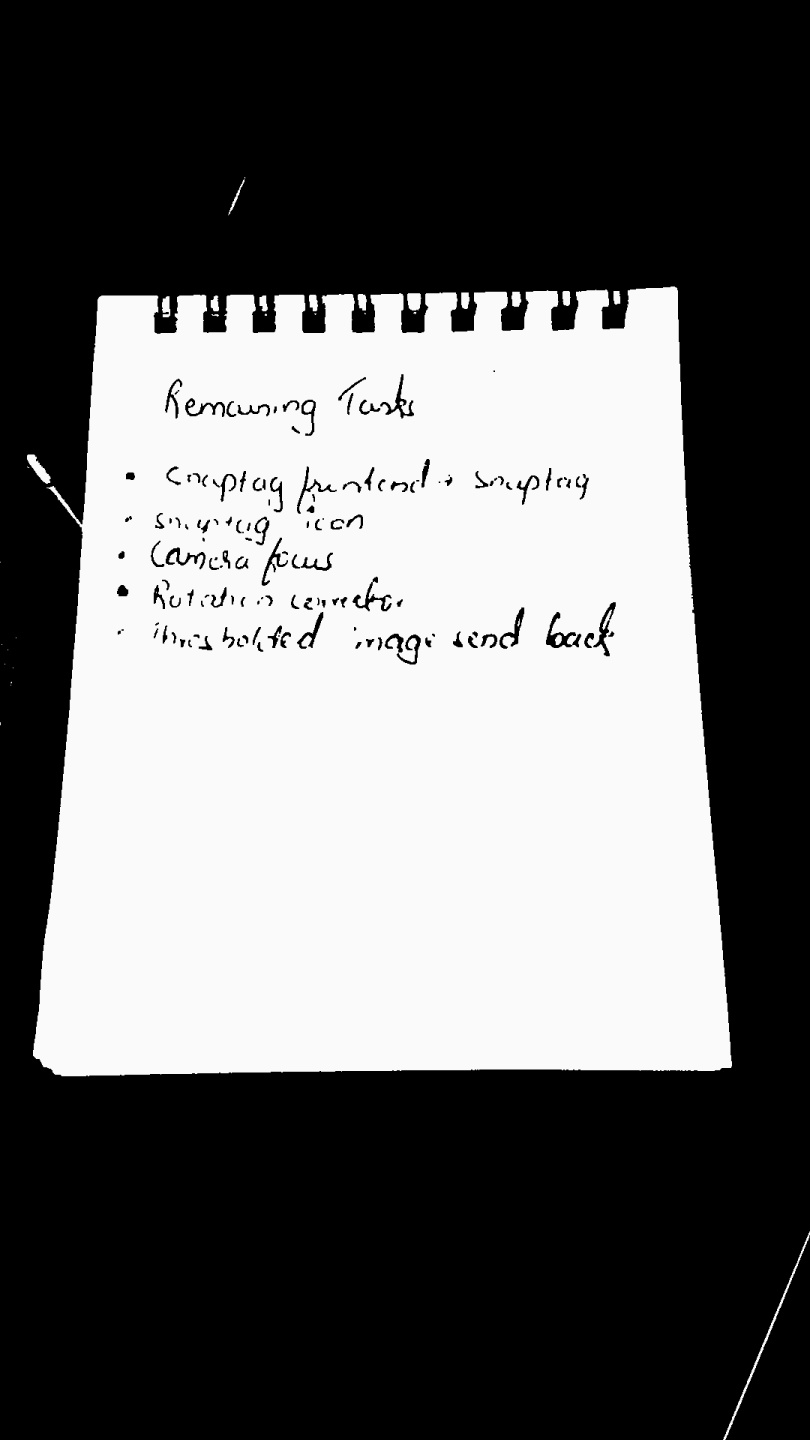 Remaining Tasks
• snaptag frontend → snaptag
• snaptag icon
• Camera focus
• Rotation correction
• thresholded image send back